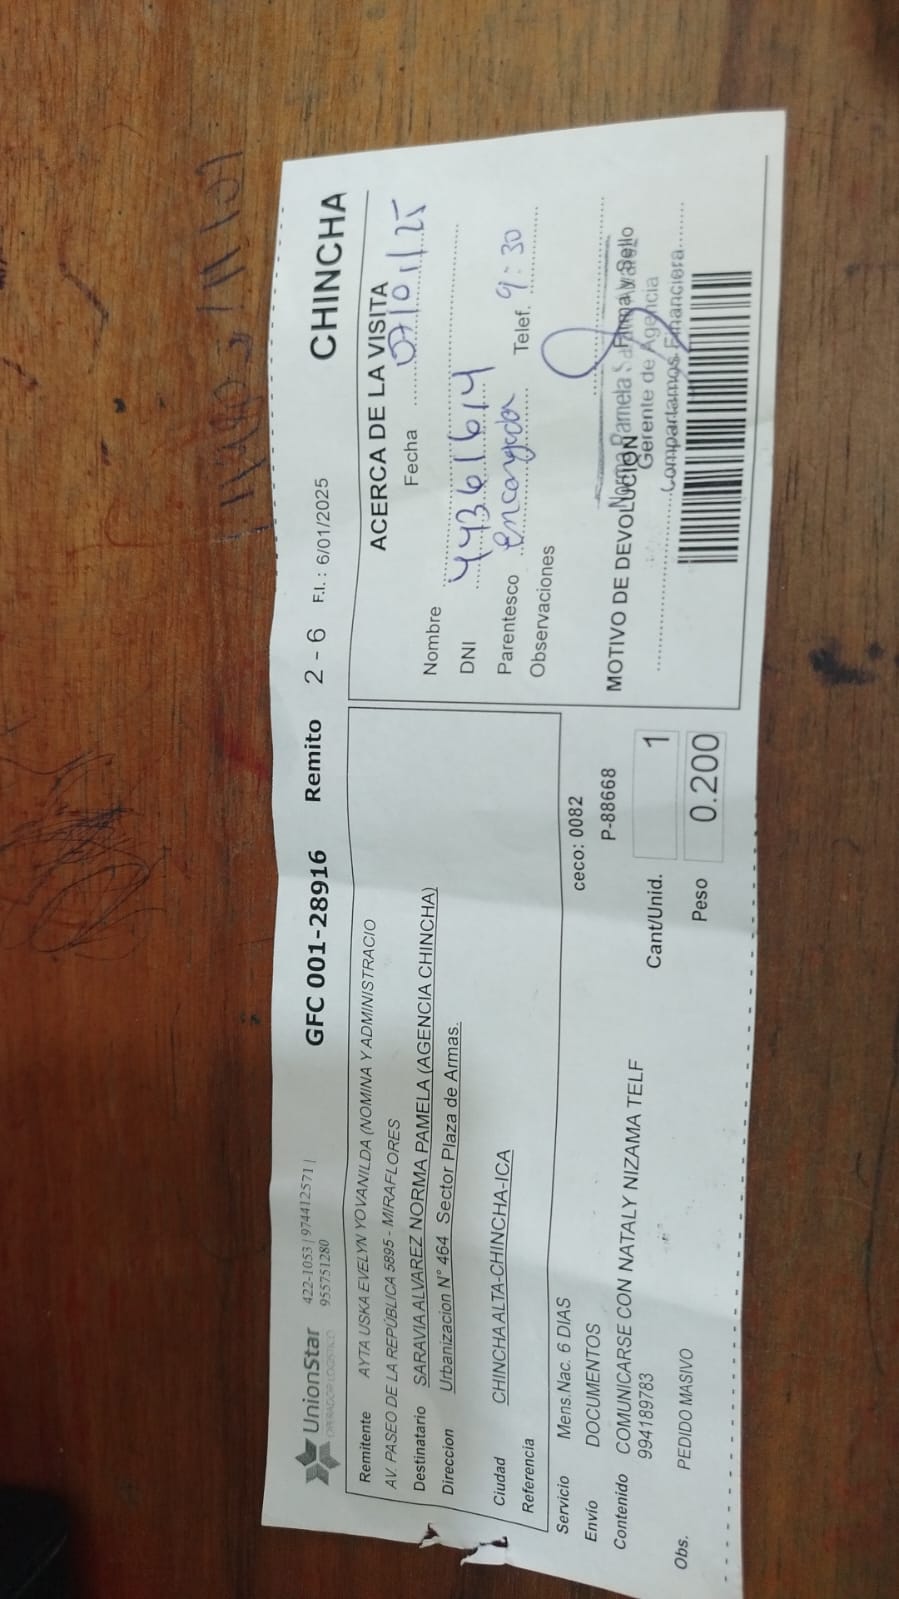 UnionStar
OPERADOR LOGISTICO
422-1053 | 974412571 |
955751280
GFC 001-28916
Remito 2 - 6 F.I.: 6/01/2025
CHINCHA
Remitente AYTA USKA EVELYN YOVANILDA (NOMINA Y ADMINISTRACIO
AV. PASEO DE LA REPÚBLICA 5895 - MIRAFLORES
Destinatario SARAVIA ALVAREZ NORMA PAMELA (AGENCIA CHINCHA)
Direccion Urbanizacion N° 464 Sector Plaza de Armas.
Ciudad CHINCHA ALTA-CHINCHA-ICA
Referencia
Servicio Mens.Nac. 6 DIAS
ceco: 0082
Envío DOCUMENTOS
P-88668
Contenido COMUNICARSE CON NATALY NIZAMA TELF
994189783
Cant/Unid. 1
Obs. PEDIDO MASIVO
Peso 0.200
ACERCA DE LA VISITA
Fecha 07/01/25
Nombre
DNI 44361614
Parentesco encargada Telef. 9:30
Observaciones
Firma y Sello
MOTIVO DE DEVOLUCION
Norma Pamela
Gerente de Agencia
Compartamos Financiera